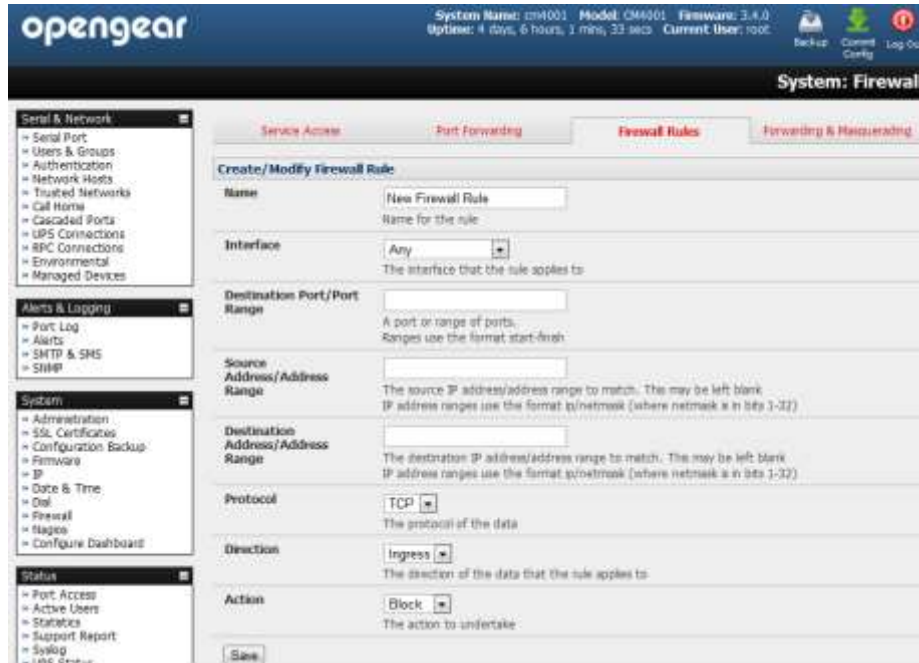 opengear
System Name: cm4001 Model: CM4001 Firmware: 3.4.0
Uptime: 4 days, 6 hours, 1 mins, 33 secs Current User: root
Backup
Commit Config
Log Ou
System: Firewall
Serial & Network
» Serial Port
» Users & Groups
» Authentication
» Network Hosts
» Trusted Networks
» Call Home
» Cascaded Ports
» UPS Connections
» RPC Connections
» Environmental
» Managed Devices
Alerts & Logging
» Port Log
» Alerts
» SMTP & SMS
» SNMP
System
» Administration
» SSL Certificates
» Configuration Backup
» Firmware
» IP
» Date & Time
» Dial
» Firewall
» Nagios
» Configure Dashboard
Status
» Port Access
» Active Users
» Statistics
» Support Report
» Syslog
» UPS Status
Service Access
Port Forwarding
Firewall Rules
Forwarding & Masquerading
Create/Modify Firewall Rule
Name
New Firewall Rule
Name for the rule
Interface
Any
The interface that the rule applies to
Destination Port/Port Range
A port or range of ports.
Ranges use the format start-finish
Source Address/Address Range
The source IP address/address range to match. This may be left blank
IP address ranges use the format ip/netmask (where netmask is in bits 1-32)
Destination Address/Address Range
The destination IP address/address range to match. This may be left blank
IP address ranges use the format ip/netmask (where netmask is in bits 1-32)
Protocol
TCP
The protocol of the data
Direction
Ingress
The direction of the data that the rule applies to
Action
Block
The action to undertake
Save